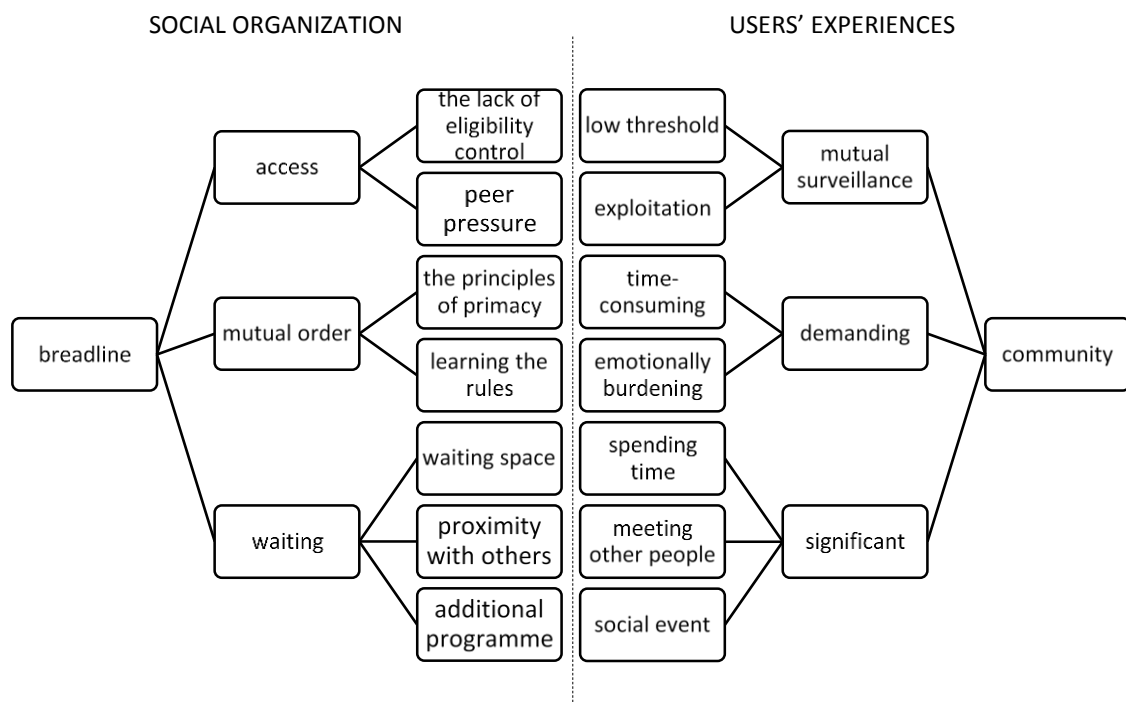 SOCIAL ORGANIZATION
USERS' EXPERIENCES
breadline
access
the lack of
eligibility
control
peer
pressure
mutual order
the principles
of primacy
learning the
rules
waiting
waiting space
proximity
with others
additional
programme
low threshold
exploitation
mutual
surveillance
time-
consuming
emotionally
burdening
demanding
spending
time
meeting
other people
social event
significant
community